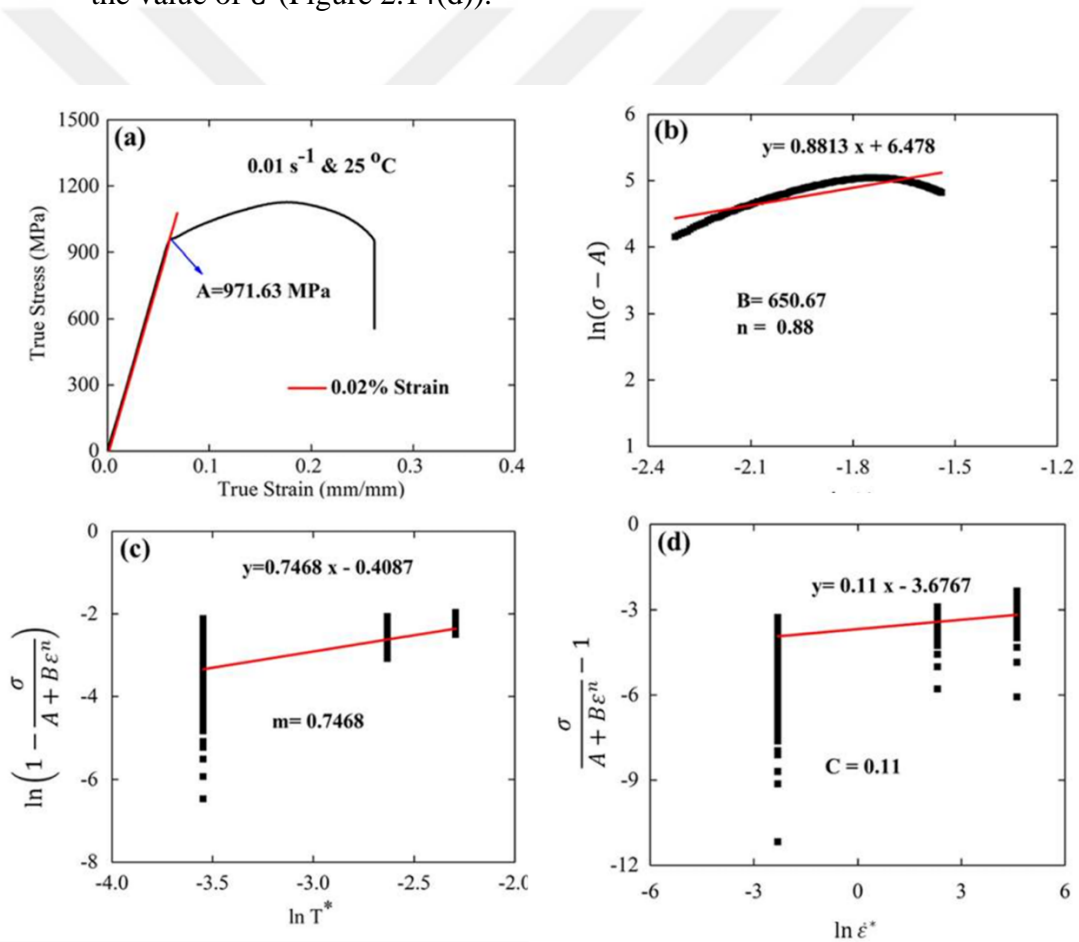 the value of (Figure 2.14(d)).
(a)
0.01 s⁻¹ & 25 °C
A=971.63 MPa
0.02% Strain
True Stress (MPa)
1500
1200
900
600
300
0
0.0 0.1 0.2 0.3 0.4
True Strain (mm/mm)
(b)
y= 0.8813 x + 6.478
B= 650.67
n = 0.88
ln(σ − A)
6
5
4
3
2
1
-2.4 -2.1 -1.8 -1.5 -1.2
(c)
y=0.7468 x - 0.4087
m= 0.7468
ln(1 − σ/(A + Bεⁿ))
0
-2
-4
-6
-8
-4.0 -3.5 -3.0 -2.5 -2.0
ln T*
(d)
y= 0.11 x - 3.6767
C = 0.11
σ/(A + Bεⁿ) − 1
0
-3
-6
-9
-12
-6 -3 0 3 6
ln ε̇*